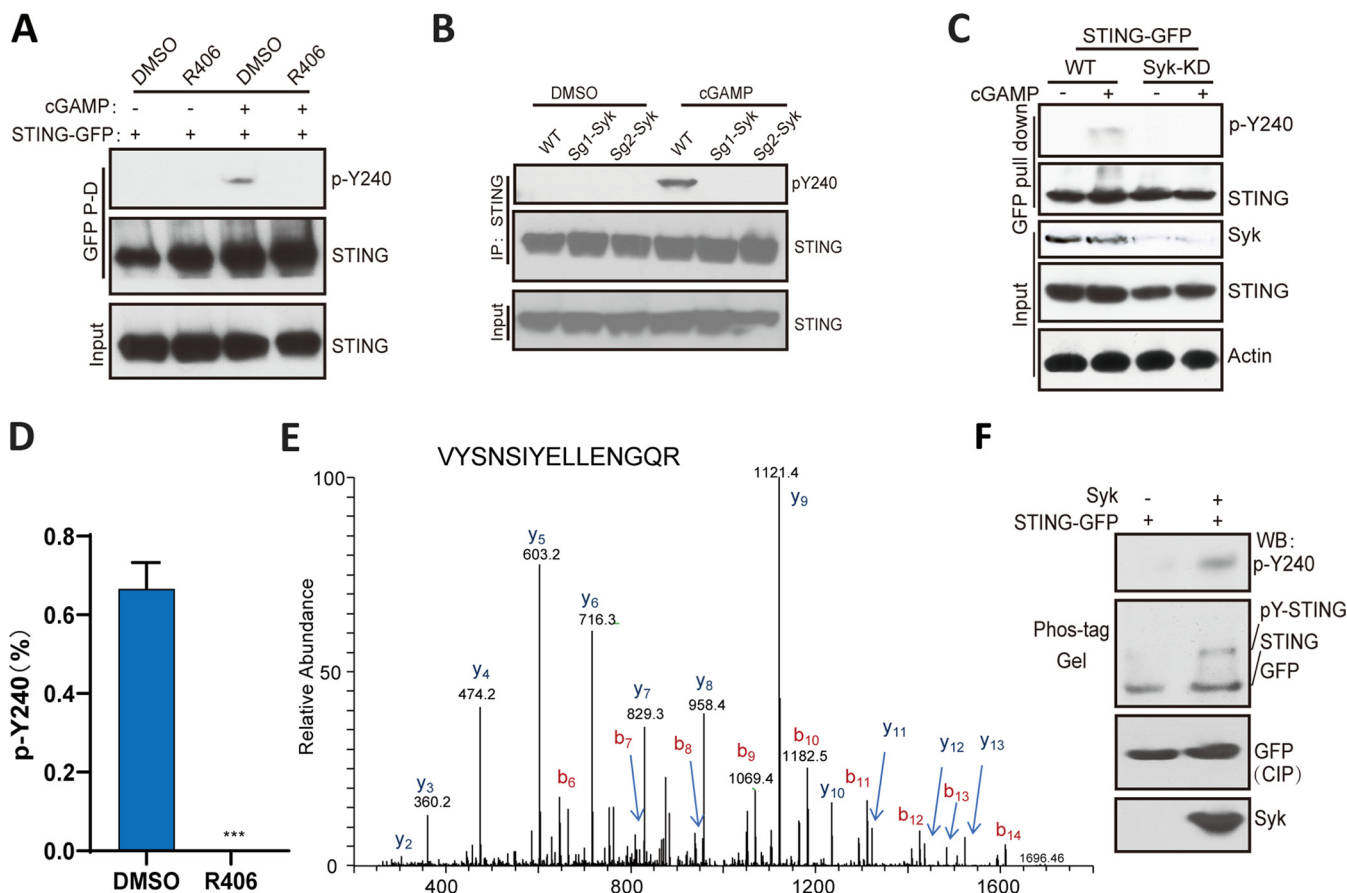 A
DMSO R406 DMSO R406
cGAMP: - - + +
STING-GFP: + + + +
GFP P-D
p-Y240
STING
Input
STING
B
DMSO cGAMP
WT Sg1-Syk Sg2-Syk WT Sg1-Syk Sg2-Syk
IP: STING
pY240
STING
Input
STING
C
STING-GFP
WT Syk-KD
cGAMP - + - +
GFP pull down
p-Y240
STING
Input
Syk
STING
Actin
D
p-Y240(%)
0.8
0.6
0.4
0.2
0.0
***
DMSO R406
E
VYSNSIYELLENGQR
Relative Abundance
100
50
0
y2
y3
360.2
y4
474.2
y5
603.2
b6
y6
716.3
b7
y7
829.3
b8
y8
958.4
b9
1069.4
1121.4
y9
b10
1182.5
y10
b11
y11
b12
y12
b13
y13
b14
1696.46
400 800 1200 1600
F
Syk - +
STING-GFP + +
WB:
p-Y240
Phos-tag
Gel
pY-STING
STING
GFP
GFP
(CIP)
Syk